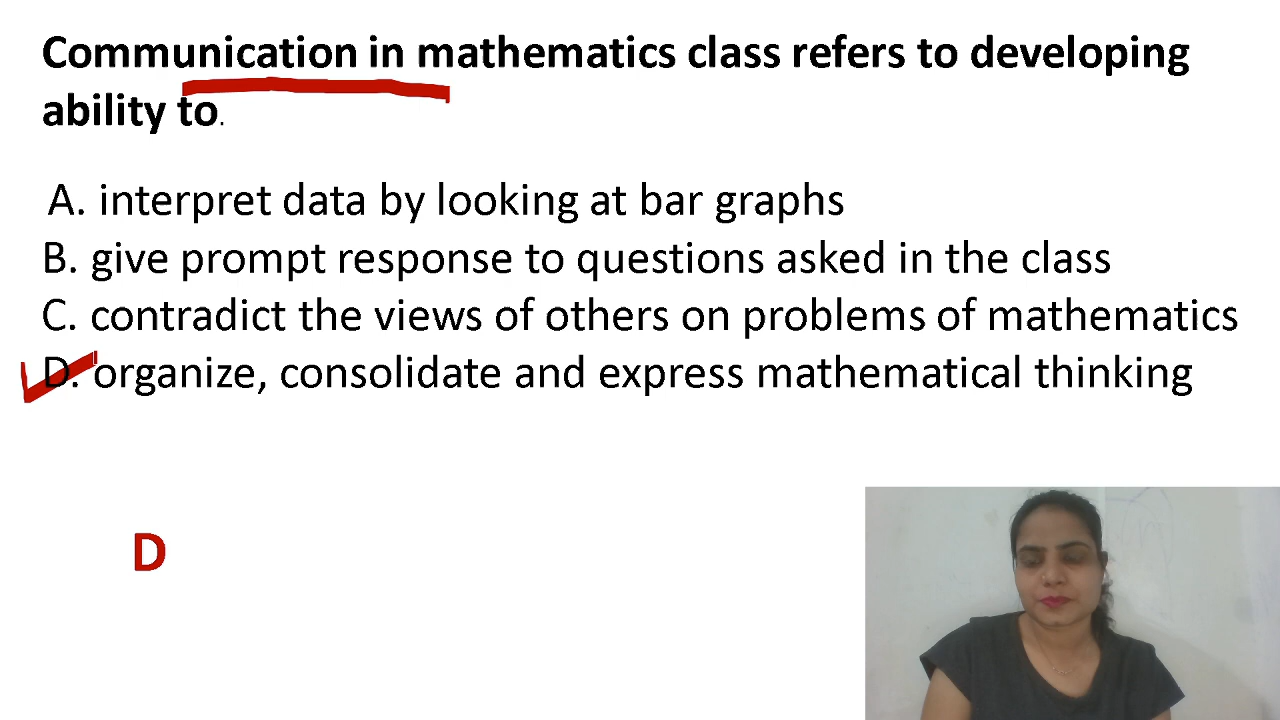 Communication in mathematics class refers to developing
ability to.
A. interpret data by looking at bar graphs
B. give prompt response to questions asked in the class
C. contradict the views of others on problems of mathematics
D. organize, consolidate and express mathematical thinking
D